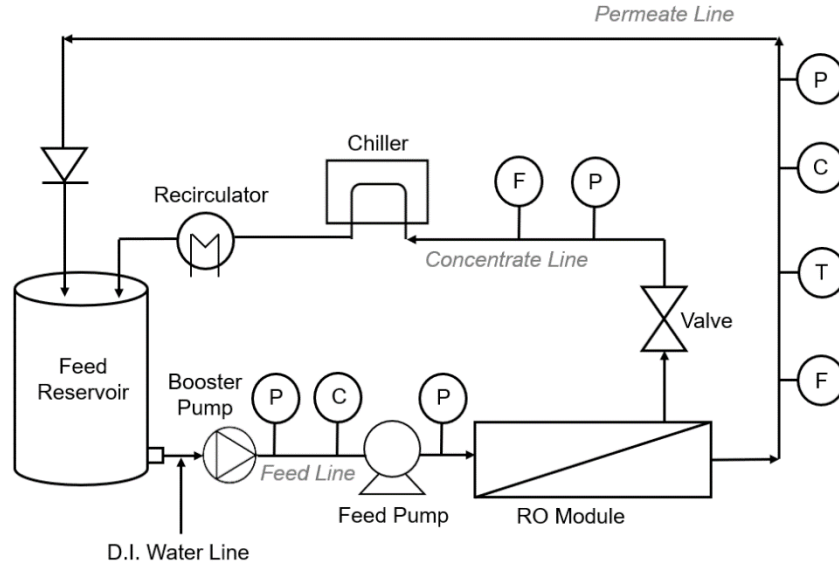 Permeate Line
P
Chiller
C
F
P
Recirculator
Concentrate Line
T
Valve
Feed
Reservoir
Booster
Pump
P
C
P
F
Feed Line
Feed Pump
RO Module
D.I. Water Line